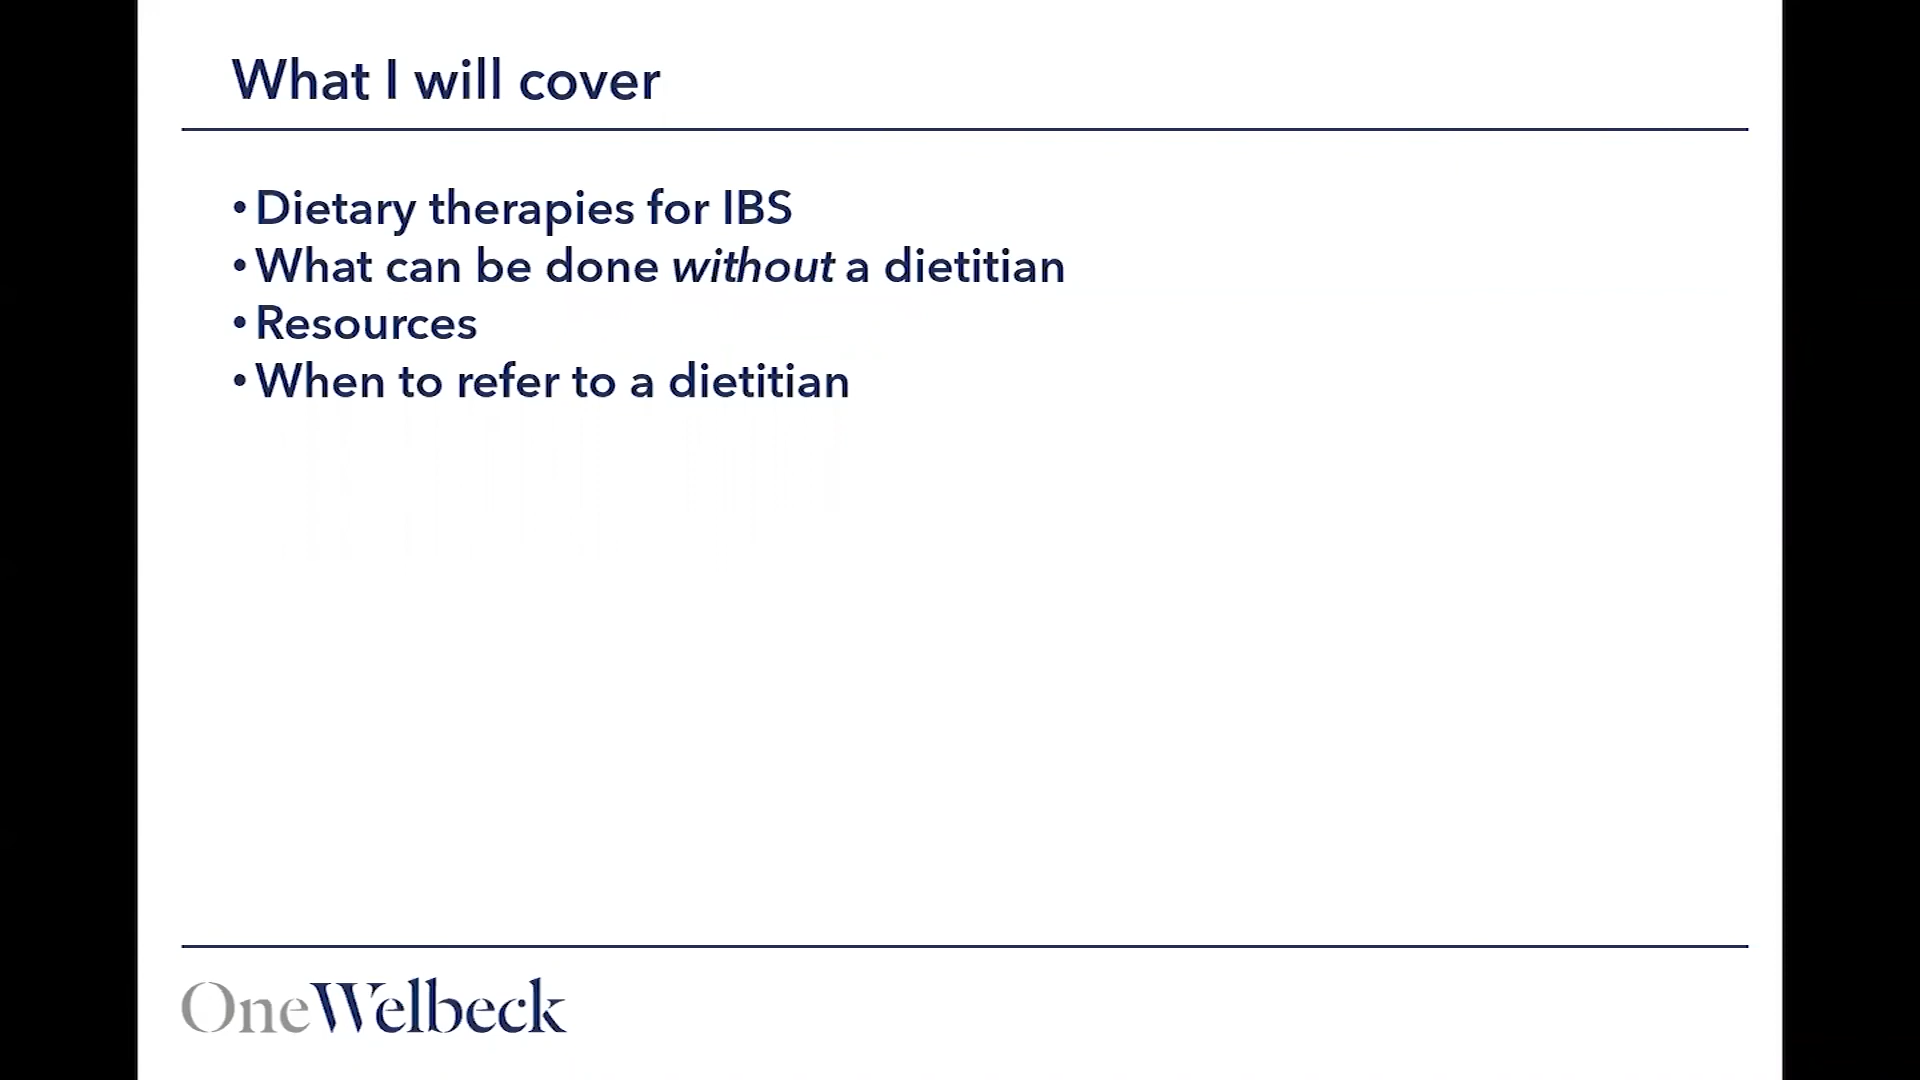 What I will cover
• Dietary therapies for IBS
• What can be done without a dietitian
• Resources
• When to refer to a dietitian
OneWelbeck